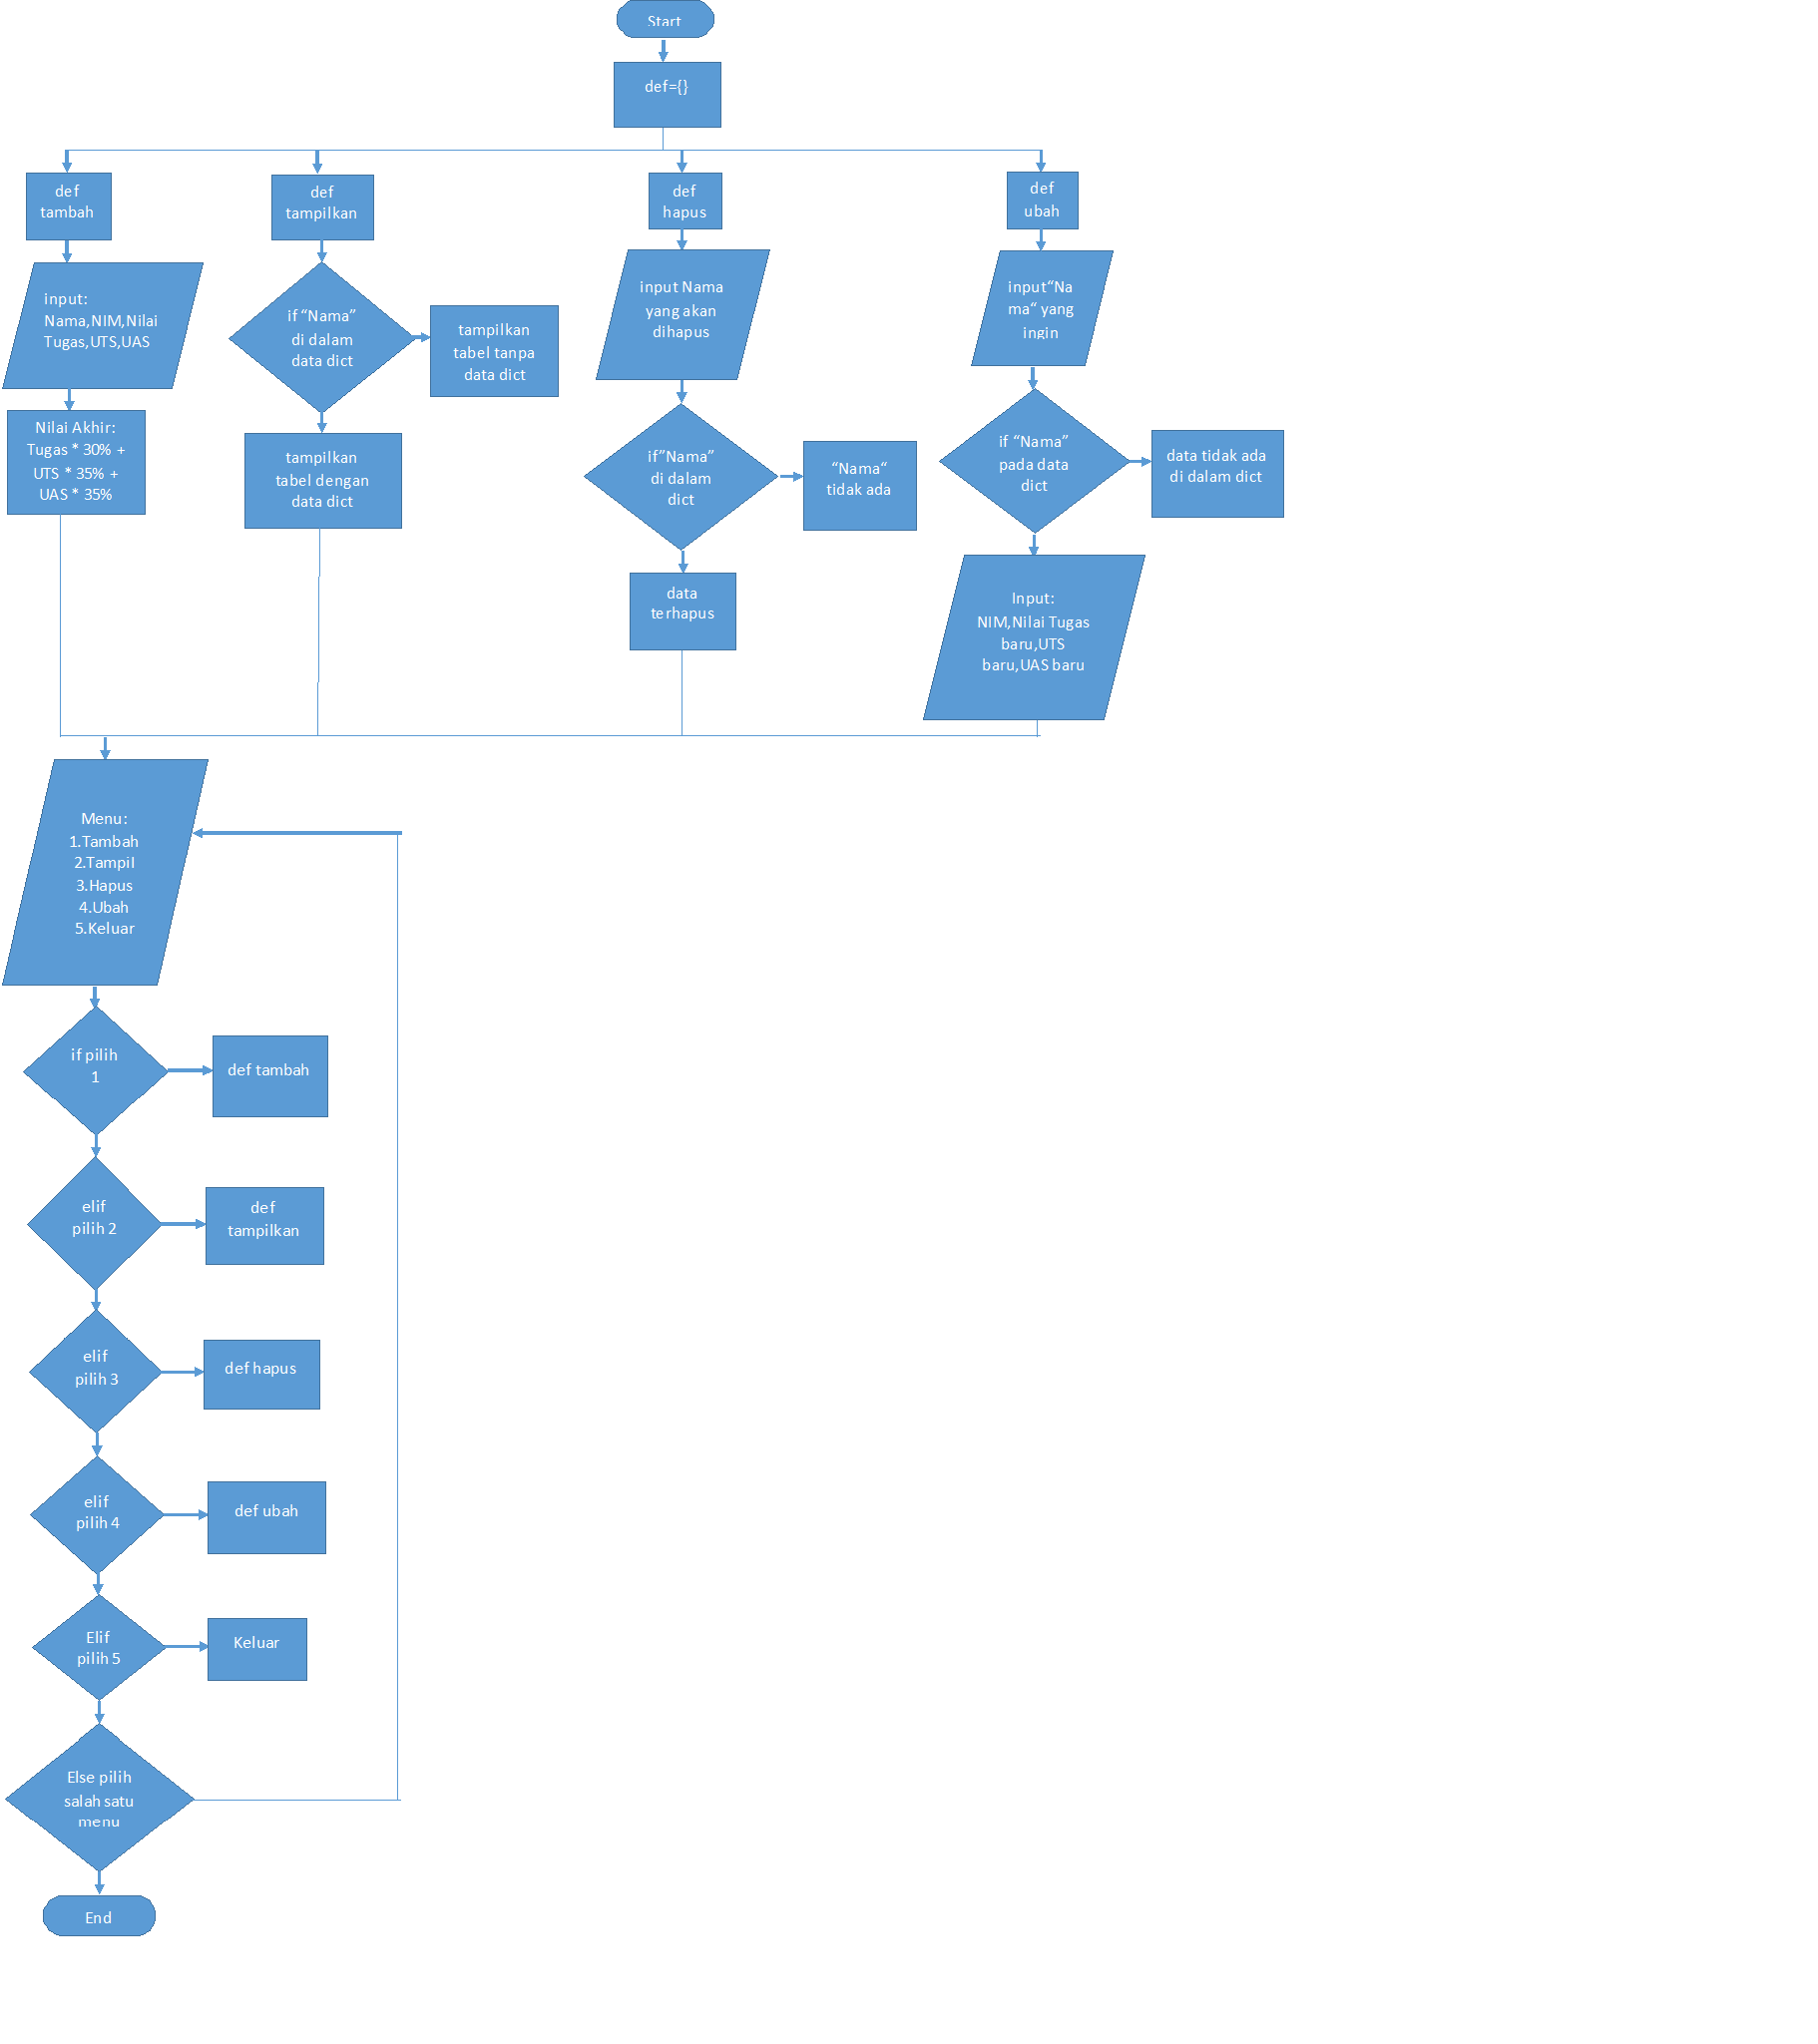 Start
def={}
def
tambah
def
tampilkan
def
hapus
def
ubah
input:
Nama,NIM,Nilai
Tugas,UTS,UAS
if “Nama”
di dalam
data dict
tampilkan
tabel tanpa
data dict
input Nama
yang akan
dihapus
input“Na
ma“ yang
ingin
Nilai Akhir:
Tugas * 30% +
UTS * 35% +
UAS * 35%
tampilkan
tabel dengan
data dict
if”Nama”
di dalam
dict
“Nama“
tidak ada
if “Nama”
pada data
dict
data tidak ada
di dalam dict
data
terhapus
Input:
NIM,Nilai Tugas
baru,UTS
baru,UAS baru
Menu:
1.Tambah
2.Tampil
3.Hapus
4.Ubah
5.Keluar
if pilih
1
def tambah
elif
pilih 2
def
tampilkan
elif
pilih 3
def hapus
elif
pilih 4
def ubah
Elif
pilih 5
Keluar
Else pilih
salah satu
menu
End